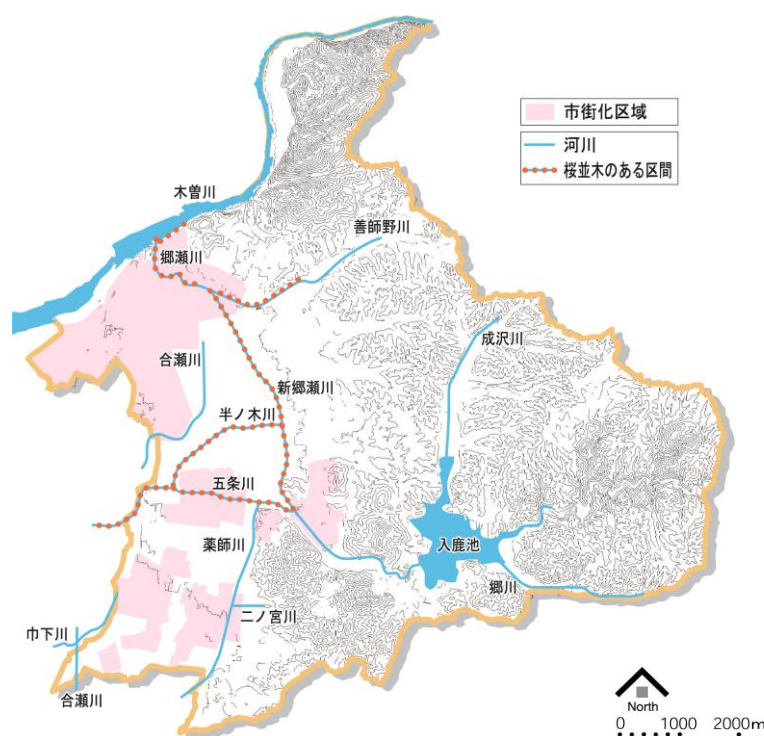 市街化区域
河川
桜並木のある区間
木曽川
善師野川
郷瀬川
成沢川
合瀬川
新郷瀬川
半ノ木川
五条川
薬師川
入鹿池
郷川
二ノ宮川
巾下川
合瀬川
North
0 1000 2000m